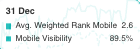 31 Dec
Avg. Weighted Rank Mobile 2.6
Mobile Visibility 89.5%